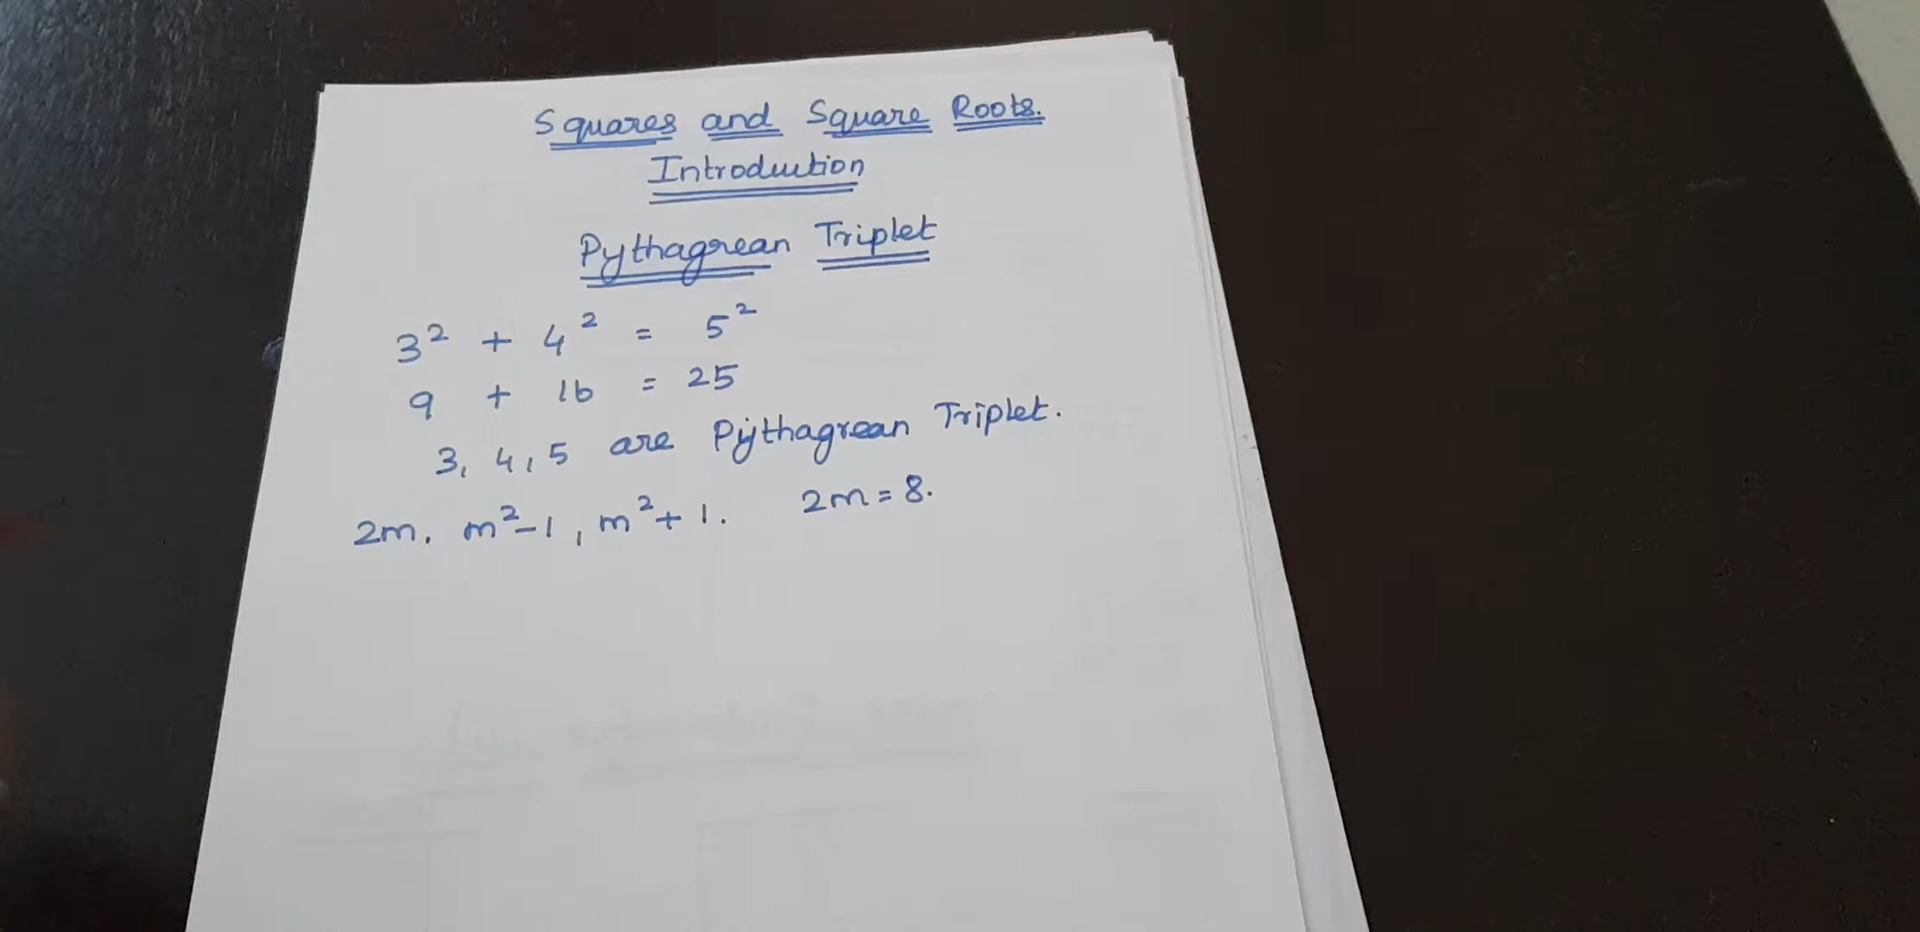 Squares and Square Roots.
Introduction
Pythagrean Triplet
3² + 4² = 5²
9 + 16 = 25
3, 4, 5 are Pythagrean Triplet.
2m, m²-1, m²+1. 2m = 8.